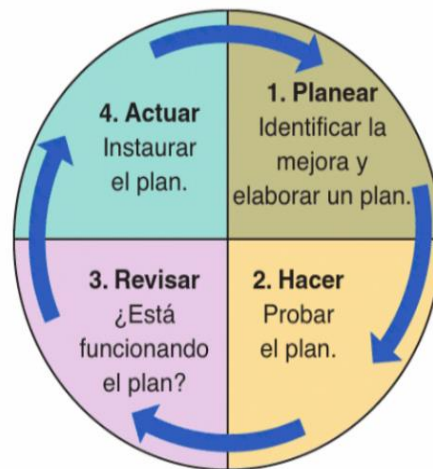 1. Planear
Identificar la
mejora y
elaborar un plan.
2. Hacer
Probar
el plan.
3. Revisar
¿Está
funcionando
el plan?
4. Actuar
Instaurar
el plan.